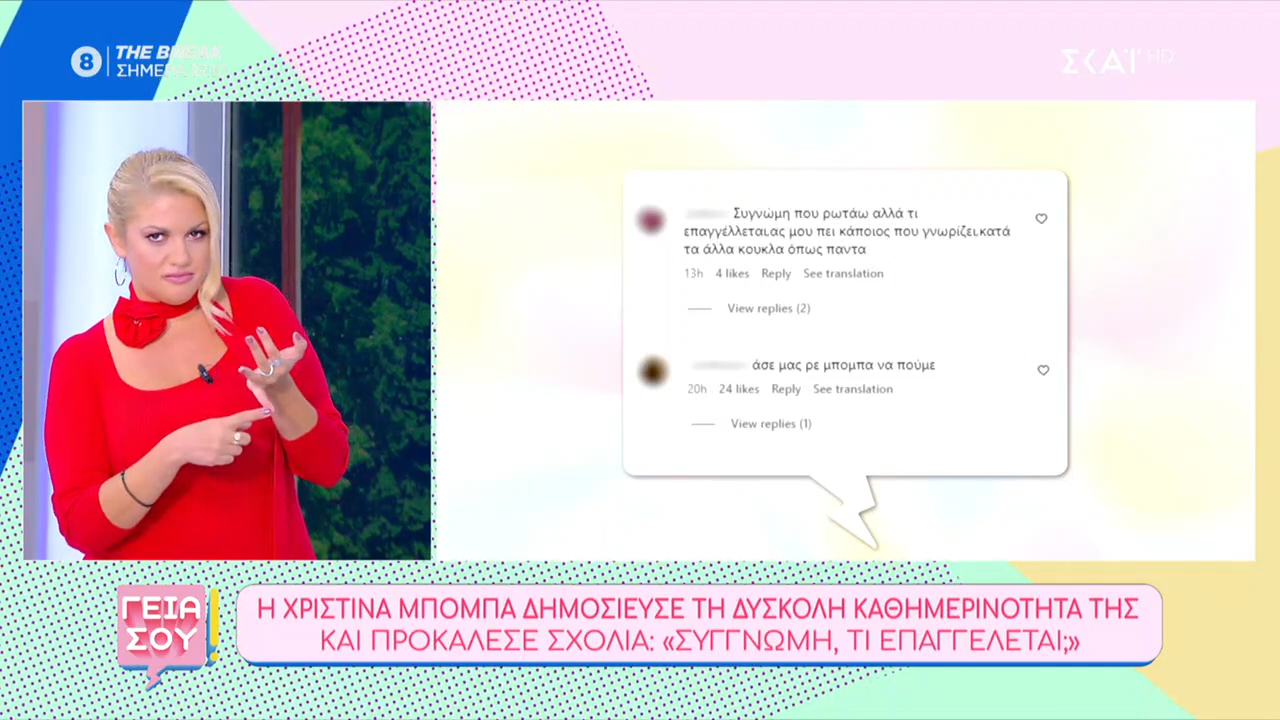 8
THE BREAK
ΣΗΜΕΡΑ
ΣΚΑΪ HD
Συγνώμη που ρωτάω αλλά τι
επαγγέλλεται.ας μου πει κάποιος που γνωρίζει.κατά
τα άλλα κουκλα όπως παντα
13h 4 likes Reply See translation
View replies (2)
άσε μας ρε μπομπα να πούμε
20h 24 likes Reply See translation
View replies (1)
ΓΕΙΑ
ΣΟΥ!
Η ΧΡΙΣΤΙΝΑ ΜΠΟΜΠΑ ΔΗΜΟΣΙΕΥΣΕ ΤΗ ΔΥΣΚΟΛΗ ΚΑΘΗΜΕΡΙΝΟΤΗΤΑ ΤΗΣ
ΚΑΙ ΠΡΟΚΑΛΕΣΕ ΣΧΟΛΙΑ: «ΣΥΓΓΝΩΜΗ, ΤΙ ΕΠΑΓΓΕΛΕΤΑΙ;»